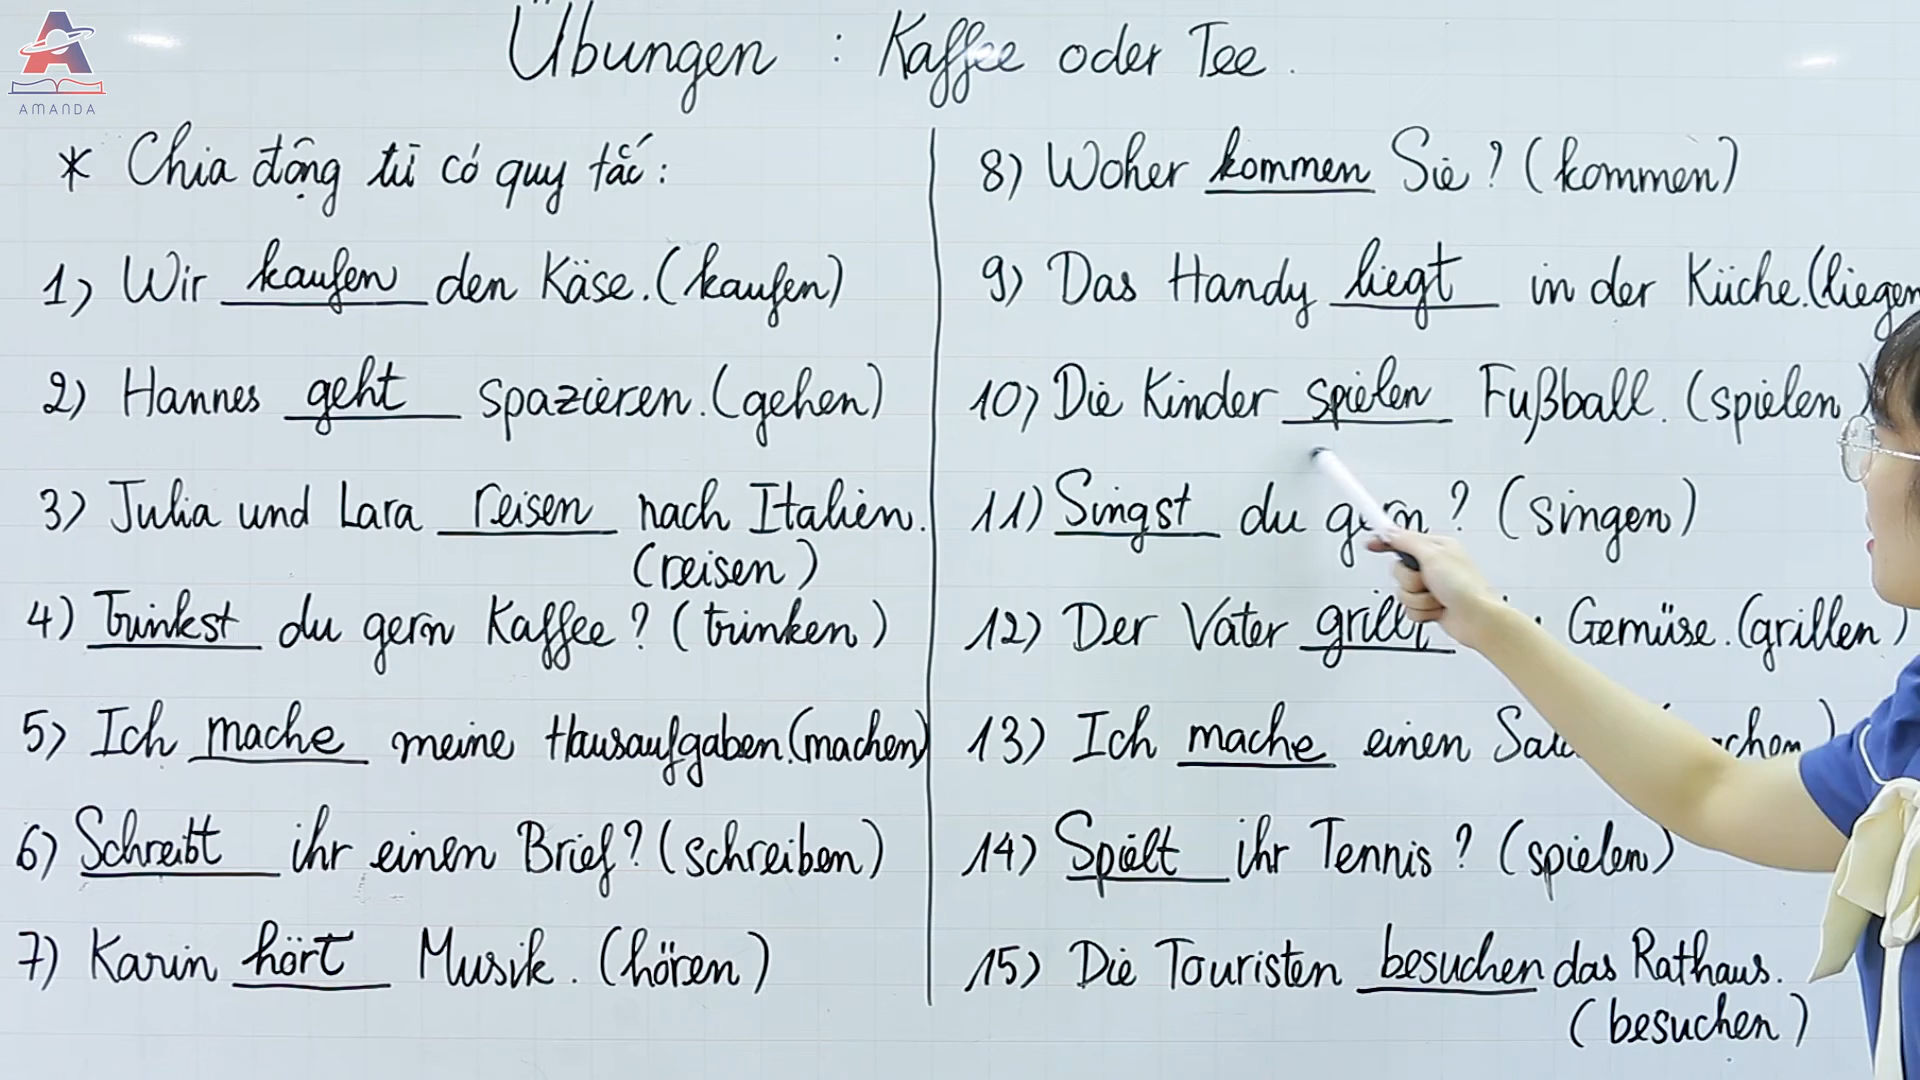 AMANDA
Übungen : Kaffee oder Tee.
* Chia động từ có quy tắc:
1) Wir kaufen den Käse. (kaufen)
2) Hannes geht spazieren. (gehen)
3) Julia und Lara reisen nach Italien.
(reisen)
4) Trinkst du gern Kaffee? (trinken)
5) Ich mache meine Hausaufgaben. (machen)
6) Schreibt ihr einen Brief? (schreiben)
7) Karin hört Musik. (hören)
8) Woher kommen Sie? (kommen)
9) Das Handy liegt in der Küche. (liegen
10) Die Kinder spielen Fußball. (spielen)
11) Singst du gern? (singen)
12) Der Vater grillt Gemüse. (grillen)
13) Ich mache einen
14) Spielt ihr Tennis? (spielen)
15) Die Touristen besuchen das Rathaus.
(besuchen)